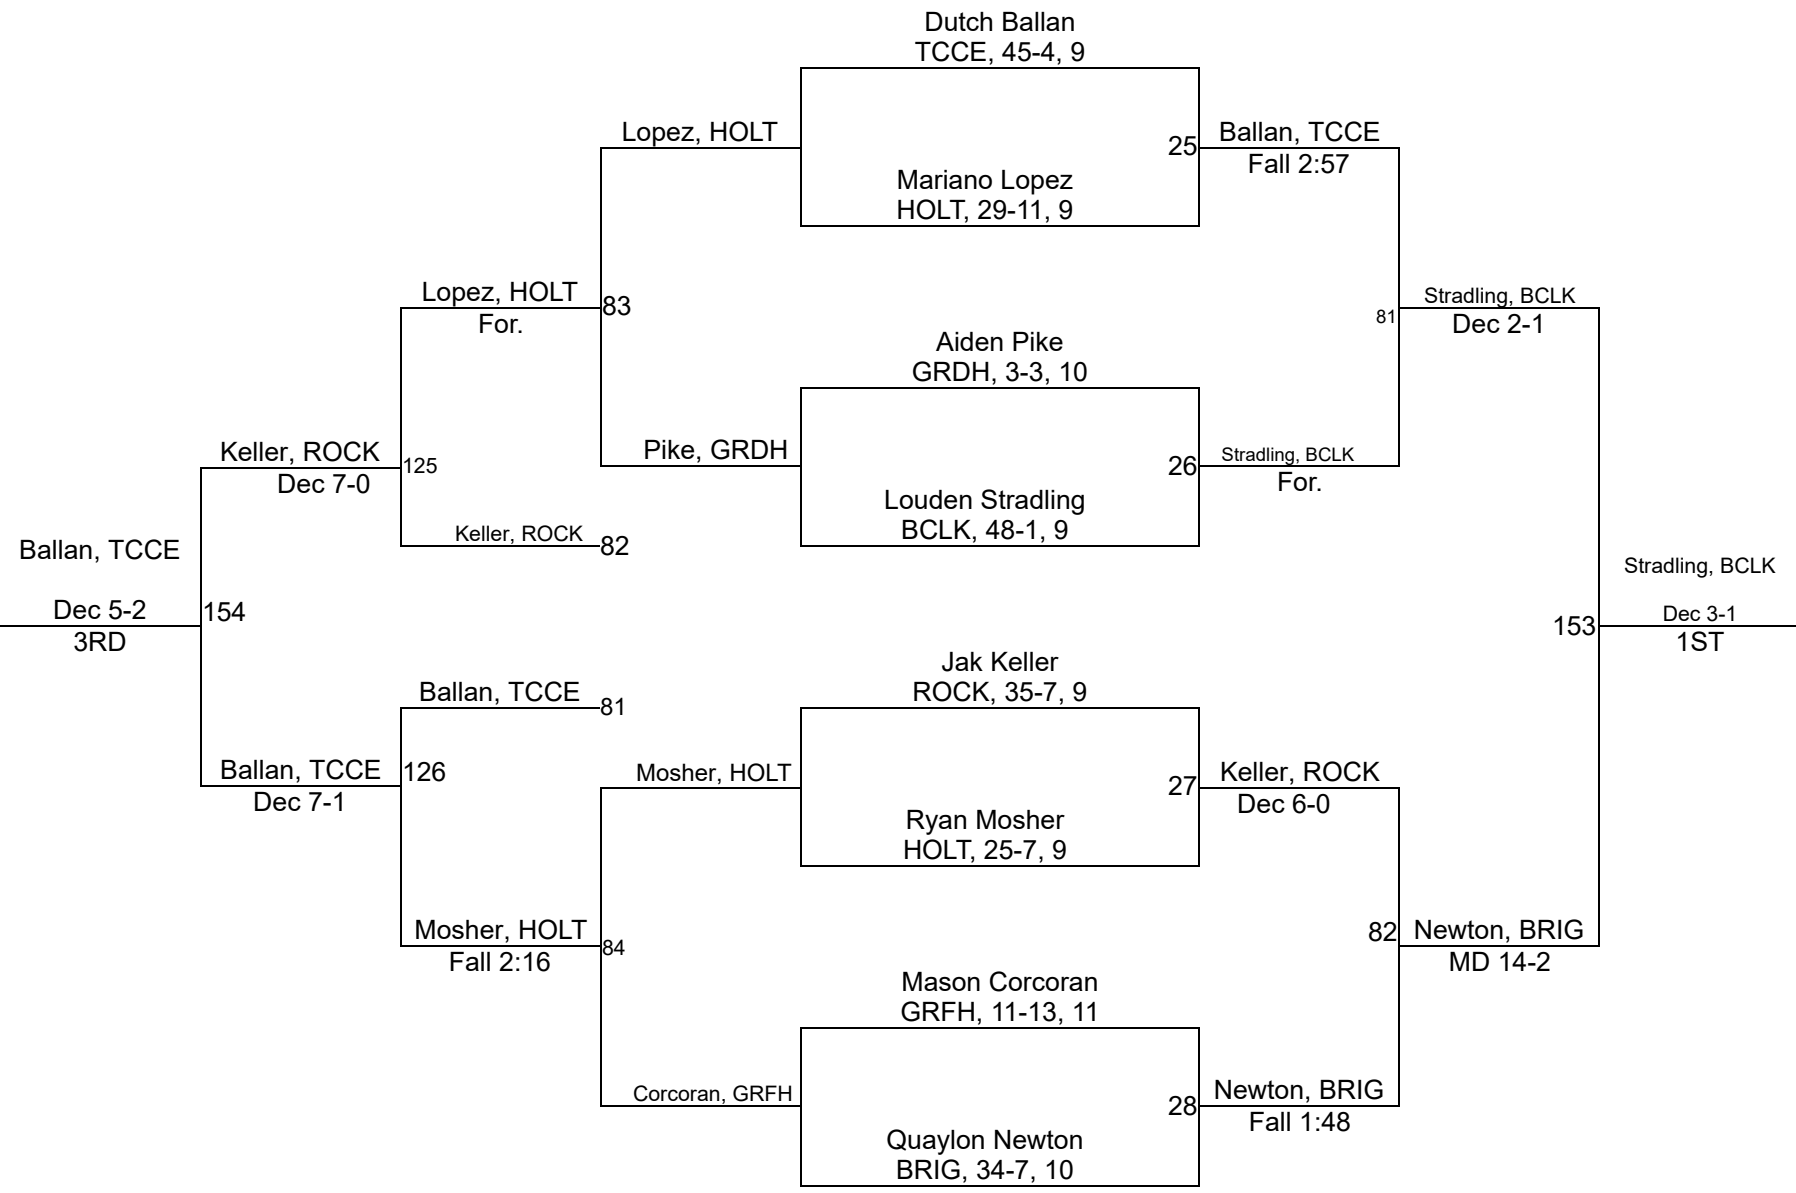 Dutch Ballan
TCCE, 45-4, 9
Lopez, HOLT
25
Ballan, TCCE
Fall 2:57
Mariano Lopez
HOLT, 29-11, 9
Lopez, HOLT
For.
83
81
Stradling, BCLK
Dec 2-1
Aiden Pike
GRDH, 3-3, 10
Keller, ROCK
Dec 7-0
125
Pike, GRDH
26
Stradling, BCLK
For.
Louden Stradling
BCLK, 48-1, 9
Keller, ROCK
82
Ballan, TCCE
Dec 5-2
3RD
154
Stradling, BCLK
153
Dec 3-1
1ST
Jak Keller
ROCK, 35-7, 9
Ballan, TCCE
81
Ballan, TCCE
Dec 7-1
126
Mosher, HOLT
27
Keller, ROCK
Dec 6-0
Ryan Mosher
HOLT, 25-7, 9
Mosher, HOLT
Fall 2:16
84
82
Newton, BRIG
MD 14-2
Mason Corcoran
GRFH, 11-13, 11
Corcoran, GRFH
28
Newton, BRIG
Fall 1:48
Quaylon Newton
BRIG, 34-7, 10